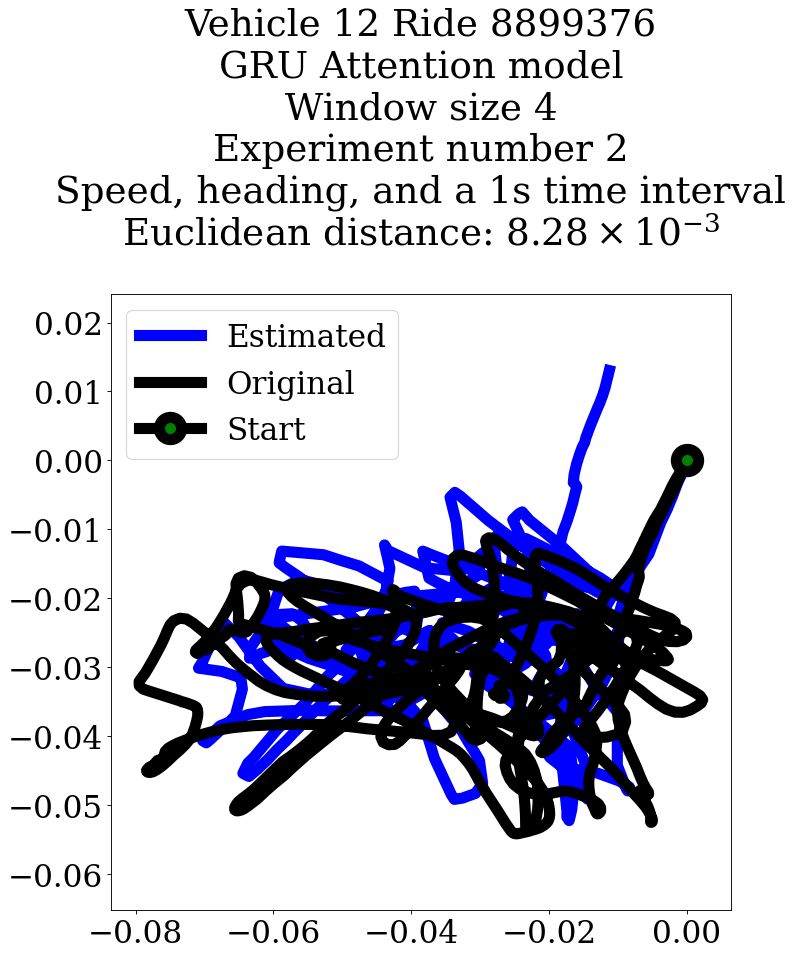 Vehicle 12 Ride 8899376
GRU Attention model
Window size 4
Experiment number 2
Speed, heading, and a 1s time interval
Euclidean distance: 8.28 × 10⁻³
Estimated
Original
Start
0.02
0.01
0.00
−0.01
−0.02
−0.03
−0.04
−0.05
−0.06
−0.08 −0.06 −0.04 −0.02 0.00